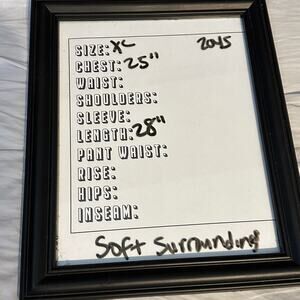 SIZE: XL 2045
CHEST: 25"
WAIST:
SHOULDERS:
SLEEVE:
LENGTH: 28"
PANT WAIST:
RISE:
HIPS:
INSEAM:
Soft Surroundings